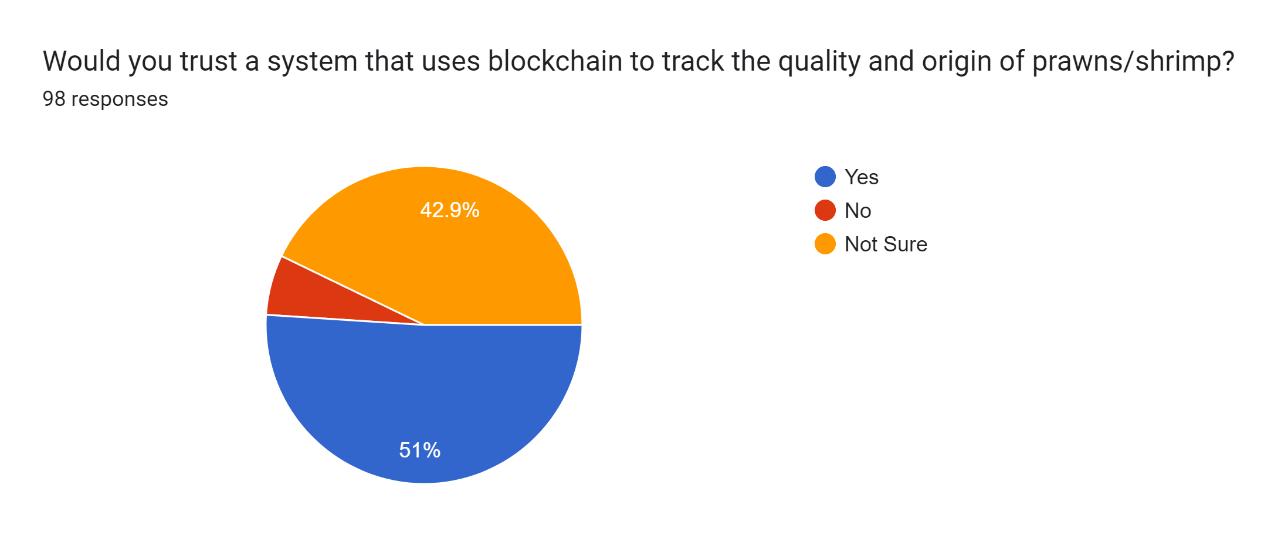 Would you trust a system that uses blockchain to track the quality and origin of prawns/shrimp?
98 responses
42.9%
51%
Yes
No
Not Sure